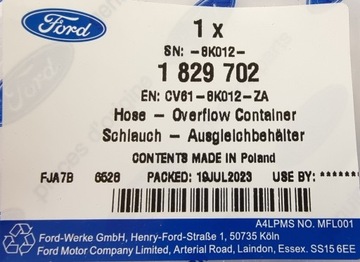 Ford
1 x
SN: -8K012-
1 829 702
EN: CV61-8K012-ZA
Hose - Overflow Container
Schlauch - Ausgleichbehälter
CONTENTS MADE IN Poland
FJA7B 6528 PACKED: 19JUL2023 USE BY: *******
A4LPMS NO. MFL001
Ford-Werke GmbH, Henry-Ford-Straße 1, 50735 Köln
Ford Motor Company Limited, Arterial Road, Laindon, Essex. SS15 6EE